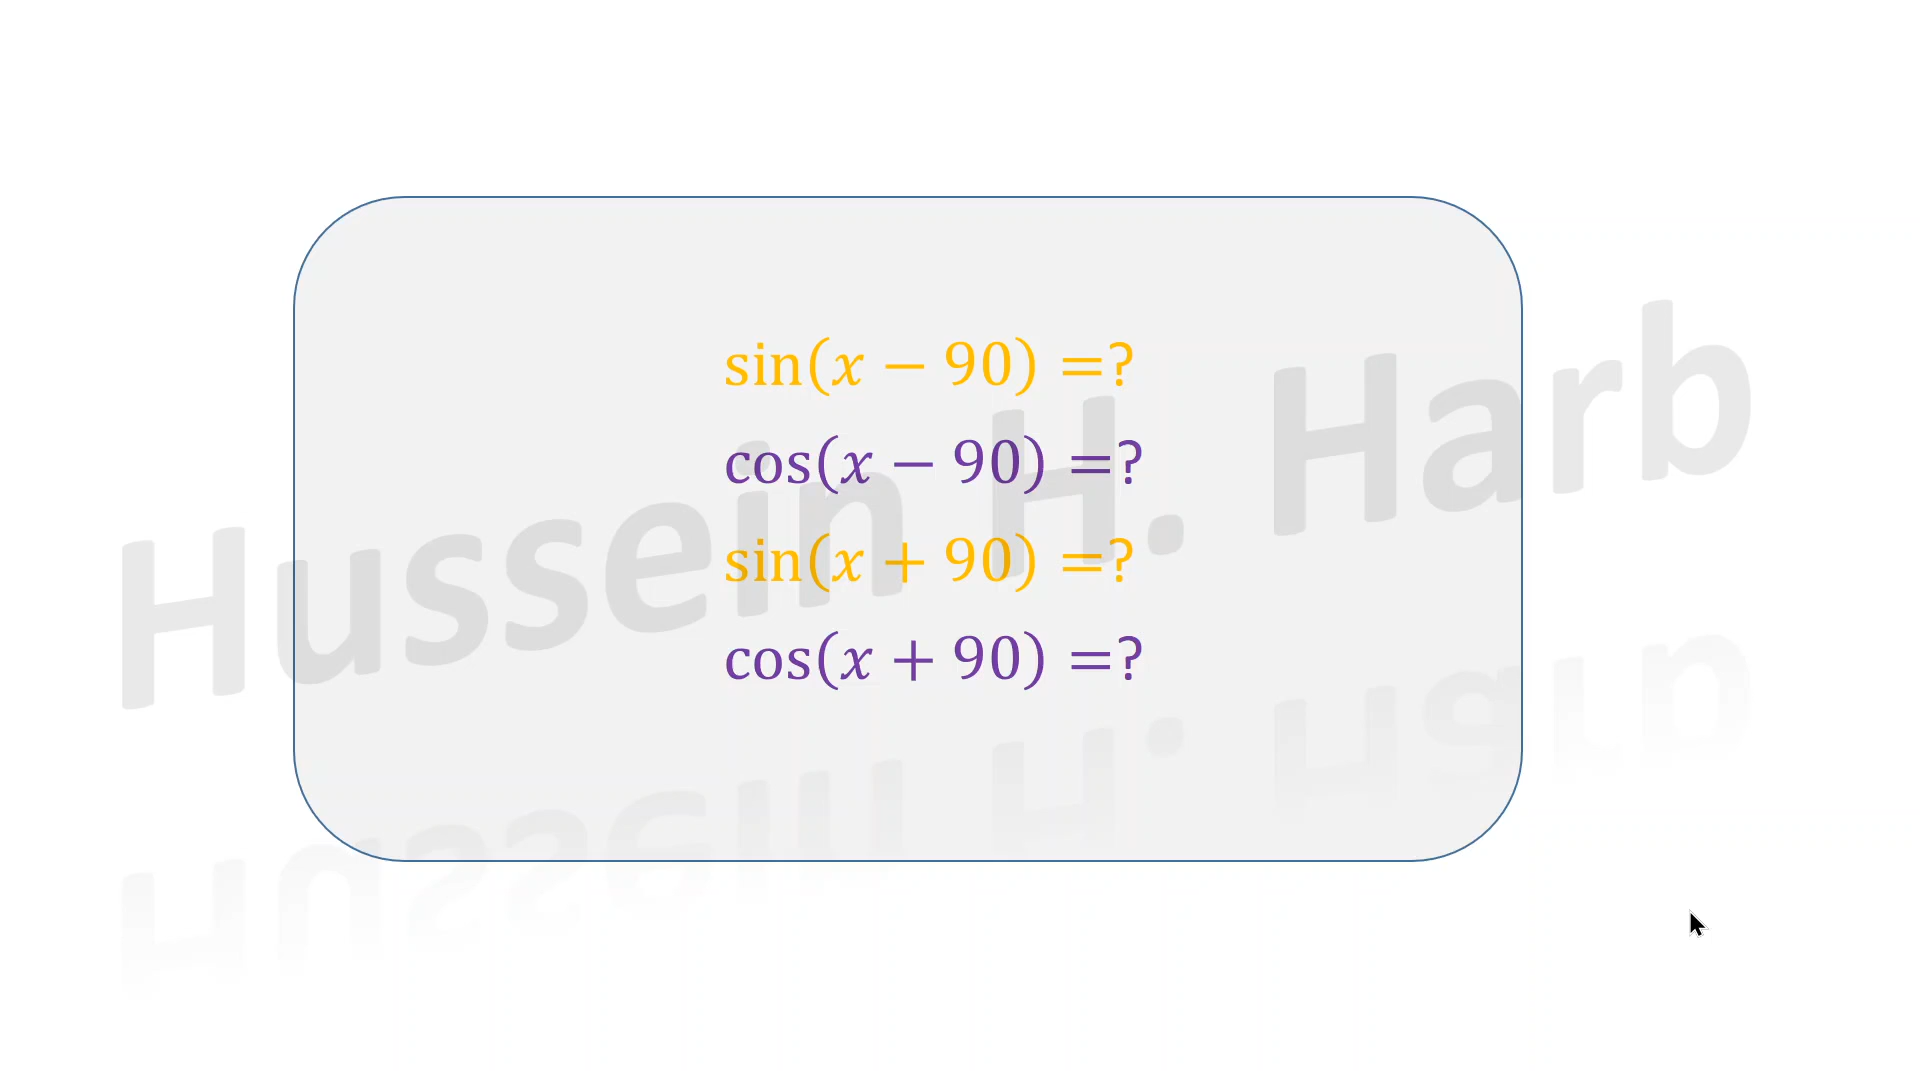 sin(x − 90) =?
cos(x − 90) =?
sin(x + 90) =?
cos(x + 90) =?
Hussein H. Harb